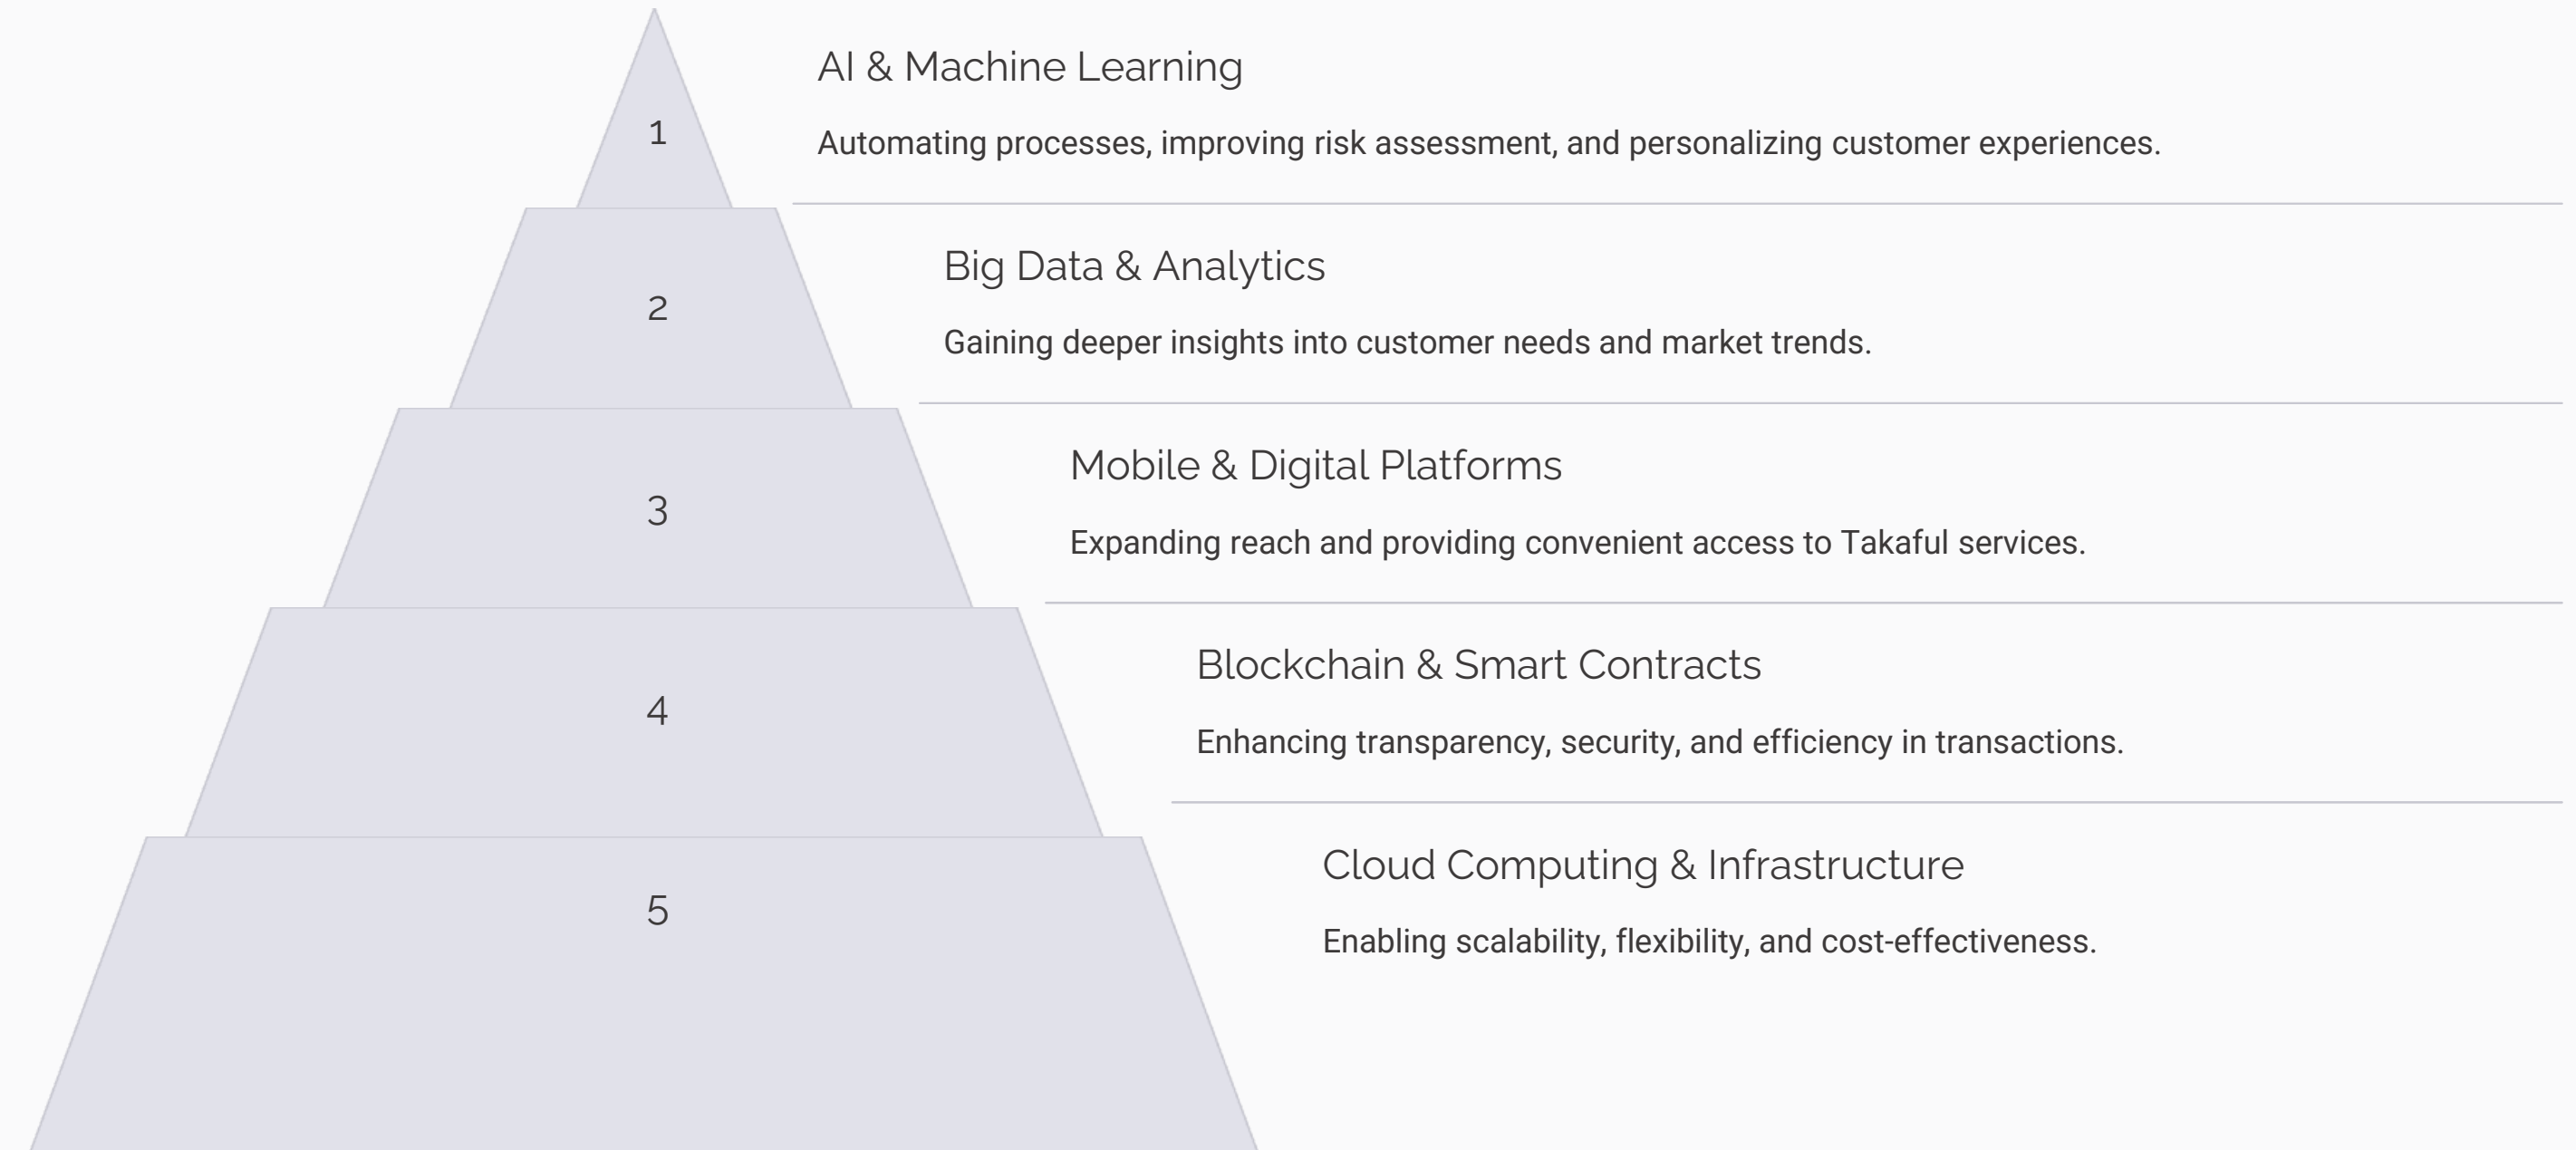 1
AI & Machine Learning
Automating processes, improving risk assessment, and personalizing customer experiences.
2
Big Data & Analytics
Gaining deeper insights into customer needs and market trends.
3
Mobile & Digital Platforms
Expanding reach and providing convenient access to Takaful services.
4
Blockchain & Smart Contracts
Enhancing transparency, security, and efficiency in transactions.
5
Cloud Computing & Infrastructure
Enabling scalability, flexibility, and cost-effectiveness.